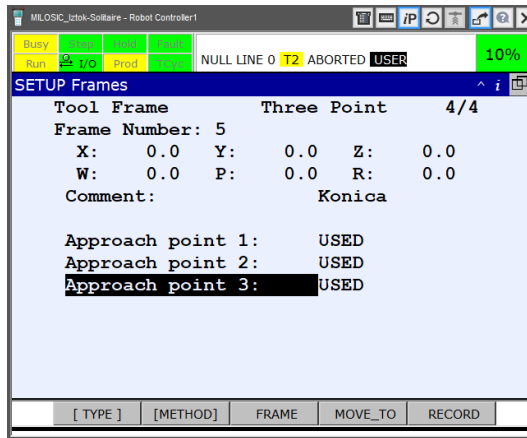 MILOSIC_Iztok-Solitaire - Robot Controller1
iP
Busy Stop Hold Fault
Run I/O Prod TCyc
NULL LINE 0 T2 ABORTED USER
10%
SETUP Frames
i
Tool Frame Three Point 4/4
Frame Number: 5
X: 0.0 Y: 0.0 Z: 0.0
W: 0.0 P: 0.0 R: 0.0
Comment: Konica
Approach point 1: USED
Approach point 2: USED
Approach point 3: USED
[ TYPE ] [METHOD] FRAME MOVE_TO RECORD